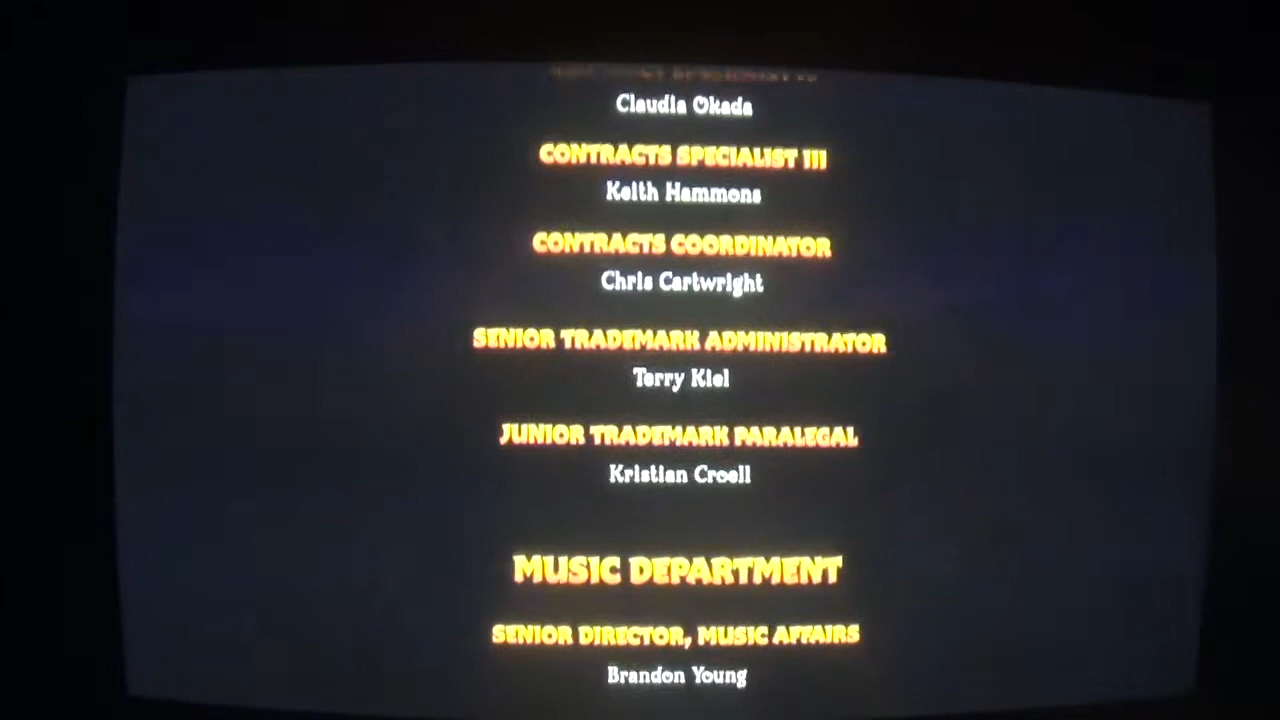 Claudia Okada
CONTRACTS SPECIALIST III
Keith Hammons
CONTRACTS COORDINATOR
Chris Cartwright
SENIOR TRADEMARK ADMINISTRATOR
Terry Kiel
JUNIOR TRADEMARK PARALEGAL
Kristian Croell
MUSIC DEPARTMENT
SENIOR DIRECTOR, MUSIC AFFAIRS
Brandon Young